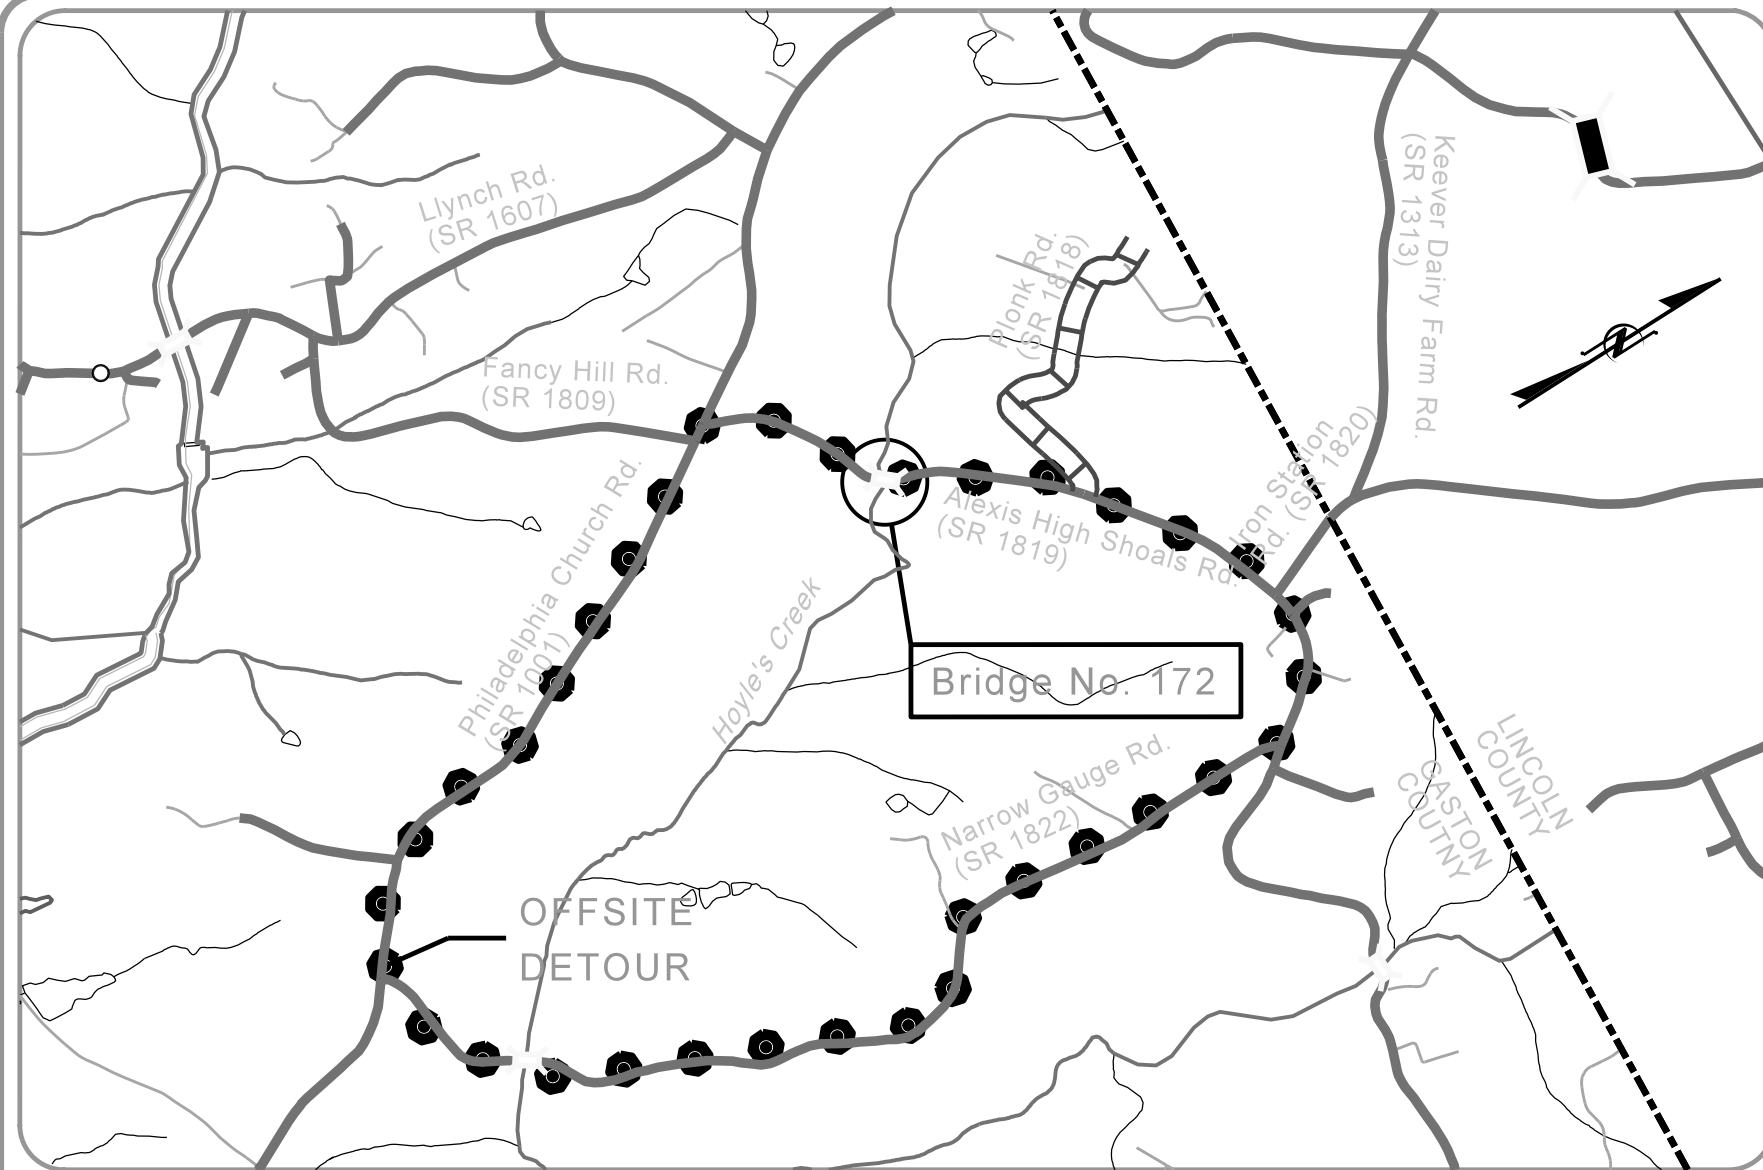 Llynch Rd.
(SR 1607)
Keever Dairy Farm Rd.
(SR 1313)
Plonk Rd.
(SR 1818)
Fancy Hill Rd.
(SR 1809)
Iron Station
Rd. (SR 1820)
Philadelphia Church Rd.
(SR 1001)
Alexis High Shoals Rd.
(SR 1819)
Hoyle's Creek
Bridge No. 172
Narrow Gauge Rd.
(SR 1822)
LINCOLN
COUNTY
GASTON
COUTNY
OFFSITE
DETOUR